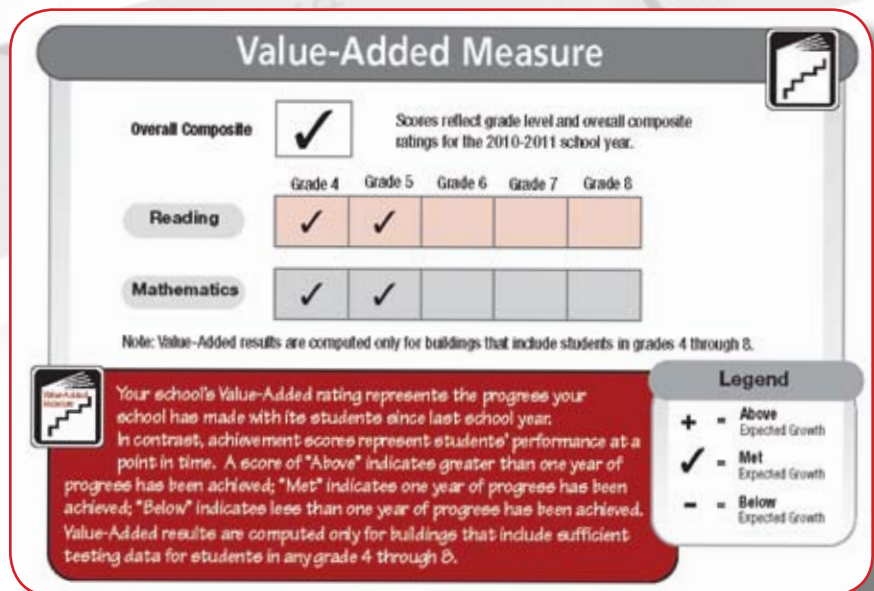 Value-Added Measure
Overall Composite ✓
Scores reflect grade level and overall composite
ratings for the 2010-2011 school year.
Grade 4 Grade 5 Grade 6 Grade 7 Grade 8
Reading ✓ ✓
Mathematics ✓ ✓
Note: Value-Added results are computed only for buildings that include students in grades 4 through 8.
Value-Added
Measure
Your school's Value-Added rating represents the progress your
school has made with its students since last school year.
In contrast, achievement scores represent students' performance at a
point in time. A score of "Above" indicates greater than one year of
progress has been achieved; "Met" indicates one year of progress has been
achieved; "Below" indicates less than one year of progress has been achieved.
Value-Added results are computed only for buildings that include sufficient
testing data for students in any grade 4 through 8.
Legend
+ = Above
Expected Growth
✓ = Met
Expected Growth
- = Below
Expected Growth